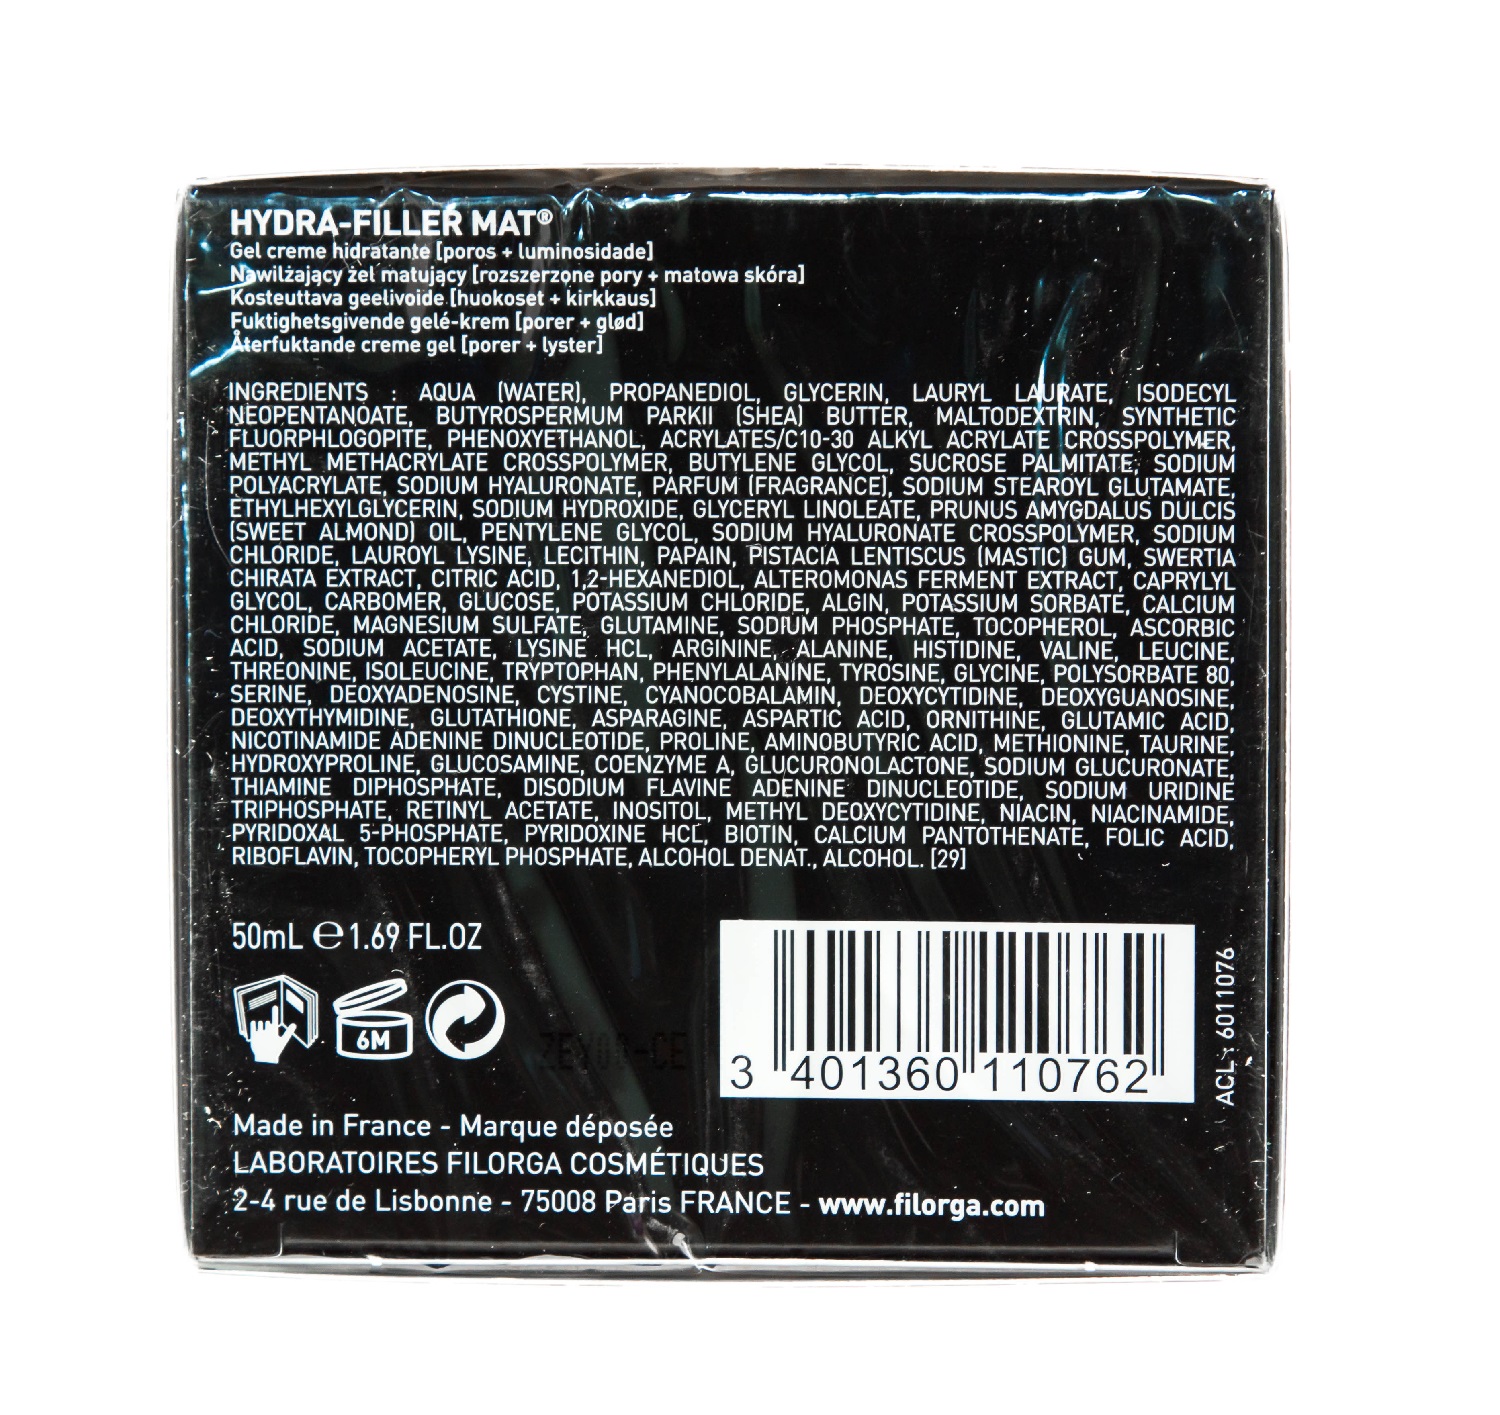 HYDRA-FILLER MAT®
Gel creme hidratante [poros + luminosidade]
Nawilżający żel matujący [rozszerzone pory + matowa skóra]
Kosteuttava geelivoide [huokoset + kirkkaus]
Fuktighetsgivende gelé-krem [porer + glød]
Återfuktande creme gel [porer + lyster]
INGREDIENTS : AQUA (WATER), PROPANEDIOL, GLYCERIN, LAURYL LAURATE, ISODECYL
NEOPENTANOATE, BUTYROSPERMUM PARKII (SHEA) BUTTER, MALTODEXTRIN, SYNTHETIC
FLUORPHLOGOPITE, PHENOXYETHANOL, ACRYLATES/C10-30 ALKYL ACRYLATE CROSSPOLYMER,
METHYL METHACRYLATE CROSSPOLYMER, BUTYLENE GLYCOL, SUCROSE PALMITATE, SODIUM
POLYACRYLATE, SODIUM HYALURONATE, PARFUM (FRAGRANCE), SODIUM STEAROYL GLUTAMATE,
ETHYLHEXYLGLYCERIN, SODIUM HYDROXIDE, GLYCERYL LINOLEATE, PRUNUS AMYGDALUS DULCIS
(SWEET ALMOND) OIL, PENTYLENE GLYCOL, SODIUM HYALURONATE CROSSPOLYMER, SODIUM
CHLORIDE, LAUROYL LYSINE, LECITHIN, PAPAIN, PISTACIA LENTISCUS (MASTIC) GUM, SWERTIA
CHIRATA EXTRACT, CITRIC ACID, 1,2-HEXANEDIOL, ALTEROMONAS FERMENT EXTRACT, CAPRYLYL
GLYCOL, CARBOMER, GLUCOSE, POTASSIUM CHLORIDE, ALGIN, POTASSIUM SORBATE, CALCIUM
CHLORIDE, MAGNESIUM SULFATE, GLUTAMINE, SODIUM PHOSPHATE, TOCOPHEROL, ASCORBIC
ACID, SODIUM ACETATE, LYSINE HCL, ARGININE, ALANINE, HISTIDINE, VALINE, LEUCINE,
THREONINE, ISOLEUCINE, TRYPTOPHAN, PHENYLALANINE, TYROSINE, GLYCINE, POLYSORBATE 80,
SERINE, DEOXYADENOSINE, CYSTINE, CYANOCOBALAMIN, DEOXYCYTIDINE, DEOXYGUANOSINE,
DEOXYTHYMIDINE, GLUTATHIONE, ASPARAGINE, ASPARTIC ACID, ORNITHINE, GLUTAMIC ACID,
NICOTINAMIDE ADENINE DINUCLEOTIDE, PROLINE, AMINOBUTYRIC ACID, METHIONINE, TAURINE,
HYDROXYPROLINE, GLUCOSAMINE, COENZYME A, GLUCURONOLACTONE, SODIUM GLUCURONATE,
THIAMINE DIPHOSPHATE, DISODIUM FLAVINE ADENINE DINUCLEOTIDE, SODIUM URIDINE
TRIPHOSPHATE, RETINYL ACETATE, INOSITOL, METHYL DEOXYCYTIDINE, NIACIN, NIACINAMIDE,
PYRIDOXAL 5-PHOSPHATE, PYRIDOXINE HCL, BIOTIN, CALCIUM PANTOTHENATE, FOLIC ACID,
RIBOFLAVIN, TOCOPHERYL PHOSPHATE, ALCOHOL DENAT., ALCOHOL. [29]
50mL ℮ 1.69 FL.OZ
6M
3 401360 110762
ACL : 6011076
Made in France - Marque déposée
LABORATOIRES FILORGA COSMÉTIQUES
2-4 rue de Lisbonne - 75008 Paris FRANCE - www.filorga.com